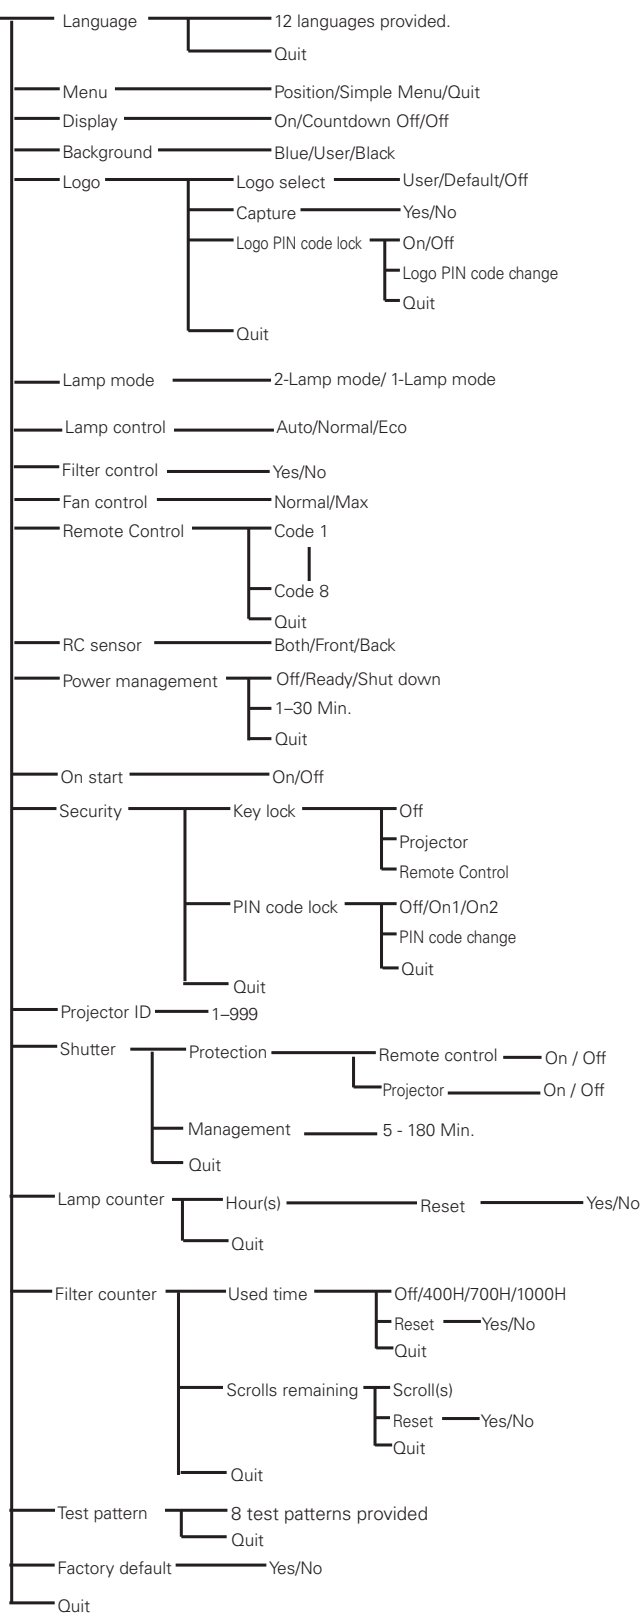 Language 12 languages provided.
Quit
Menu Position/Simple Menu/Quit
Display On/Countdown Off/Off
Background Blue/User/Black
Logo Logo select User/Default/Off
Capture Yes/No
Logo PIN code lock On/Off
Logo PIN code change
Quit
Quit
Lamp mode 2-Lamp mode/ 1-Lamp mode
Lamp control Auto/Normal/Eco
Filter control Yes/No
Fan control Normal/Max
Remote Control Code 1
Code 8
Quit
RC sensor Both/Front/Back
Power management Off/Ready/Shut down
1–30 Min.
Quit
On start On/Off
Security Key lock Off
Projector
Remote Control
PIN code lock Off/On1/On2
PIN code change
Quit
Quit
Projector ID 1–999
Shutter Protection Remote control On / Off
Projector On / Off
Management 5 - 180 Min.
Quit
Lamp counter Hour(s) Reset Yes/No
Quit
Filter counter Used time Off/400H/700H/1000H
Reset Yes/No
Quit
Scrolls remaining Scroll(s)
Reset Yes/No
Quit
Quit
Test pattern 8 test patterns provided
Quit
Factory default Yes/No
Quit